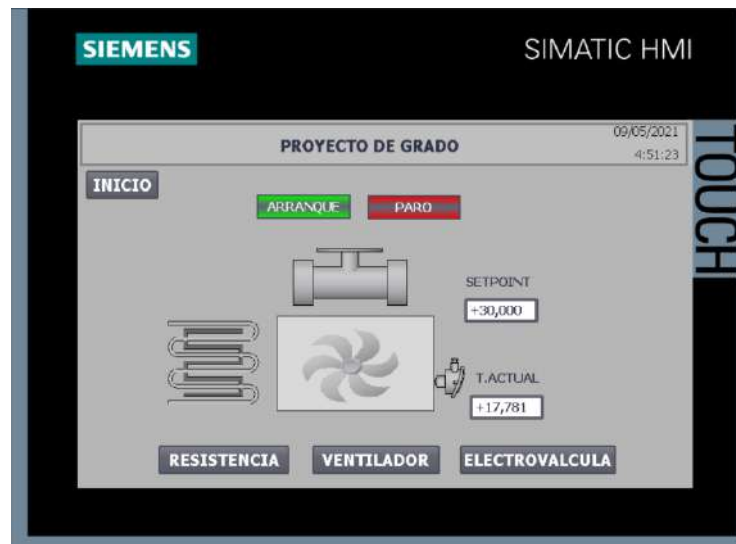 SIEMENS
SIMATIC HMI
TOUCH
PROYECTO DE GRADO
09/05/2021
4:51:23
INICIO
ARRANQUE
PARO
SETPOINT
+30,000
T.ACTUAL
+17,781
RESISTENCIA
VENTILADOR
ELECTROVALCULA